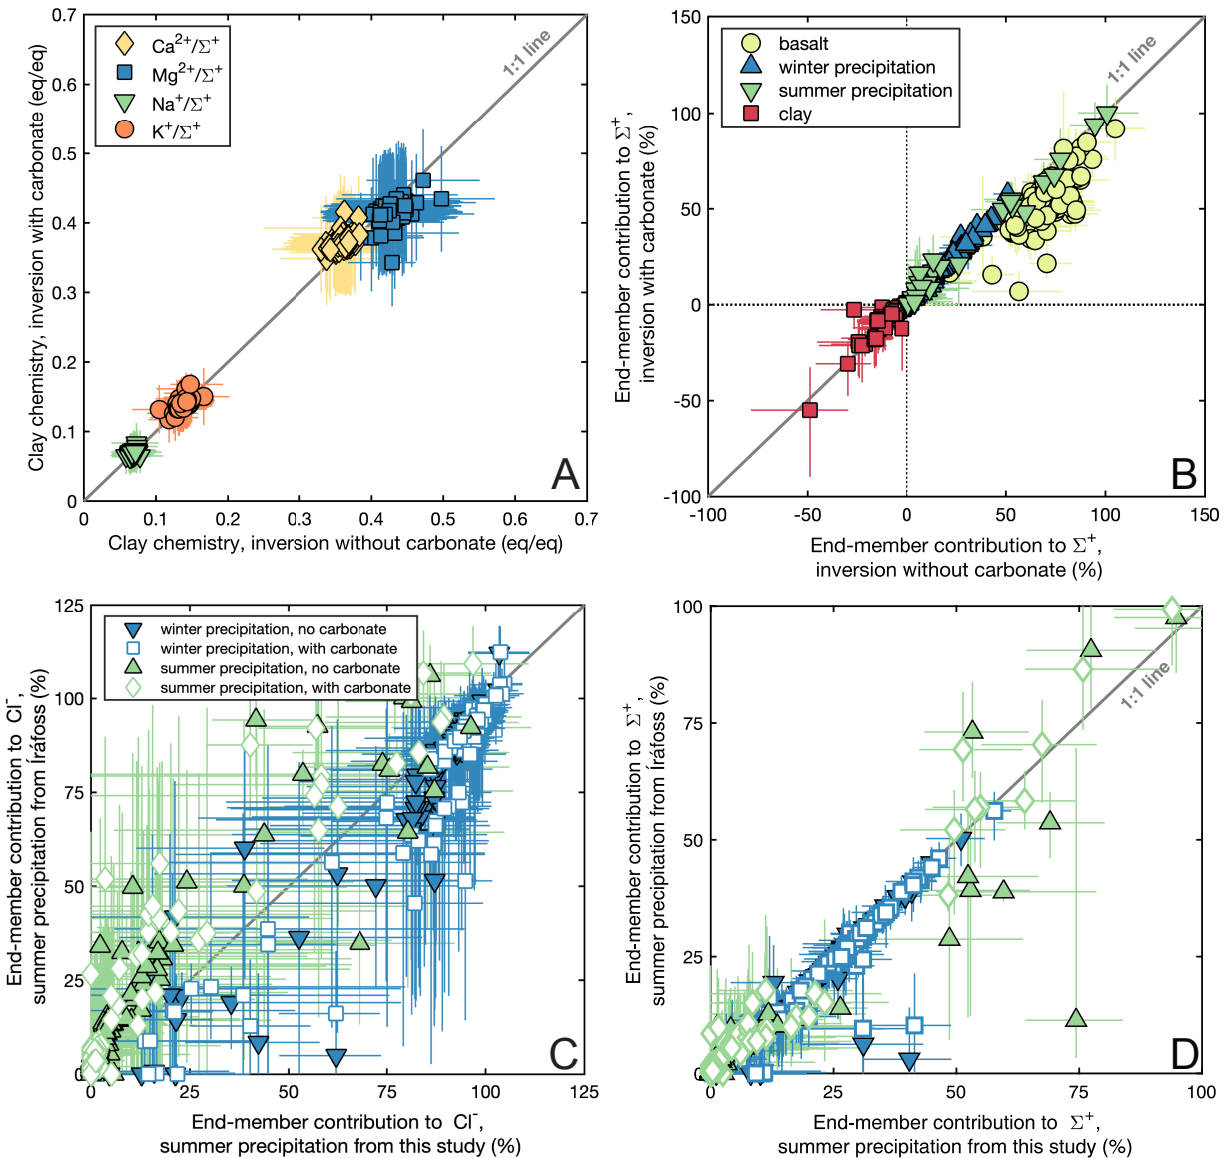 0.7
0.6
0.5
0.4
0.3
0.2
0.1
0
0
0.1
0.2
0.3
0.4
0.5
0.6
0.7
Clay chemistry, inversion with carbonate (eq/eq)
Clay chemistry, inversion without carbonate (eq/eq)
Ca²⁺/Σ⁺
Mg²⁺/Σ⁺
Na⁺/Σ⁺
K⁺/Σ⁺
1:1 line
A
150
100
50
0
-50
-100
-100
-50
0
50
100
150
End-member contribution to Σ⁺,
inversion with carbonate (%)
End-member contribution to Σ⁺,
inversion without carbonate (%)
basalt
winter precipitation
summer precipitation
clay
1:1 line
B
125
100
75
50
25
0
0
25
50
75
100
125
End-member contribution to Cl⁻,
summer precipitation from Íráfoss (%)
End-member contribution to Cl⁻,
summer precipitation from this study (%)
winter precipitation, no carbonate
winter precipitation, with carbonate
summer precipitation, no carbonate
summer precipitation, with carbonate
C
100
75
50
25
0
0
25
50
75
100
End-member contribution to Σ⁺,
summer precipitation from Íráfoss (%)
End-member contribution to Σ⁺,
summer precipitation from this study (%)
1:1 line
D